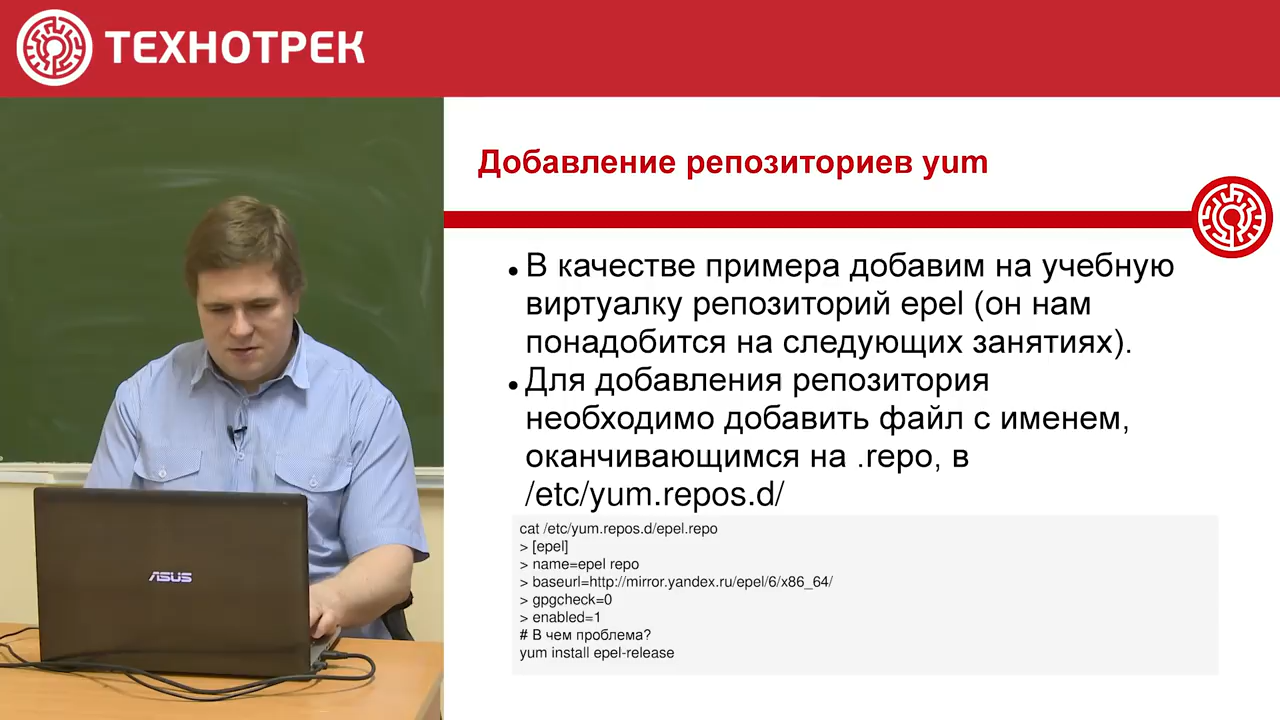 ТЕХНОТРЕК
Добавление репозиториев yum
В качестве примера добавим на учебную
виртуалку репозиторий epel (он нам
понадобится на следующих занятиях).
Для добавления репозитория
необходимо добавить файл с именем,
оканчивающимся на .repo, в
/etc/yum.repos.d/
cat /etc/yum.repos.d/epel.repo
> [epel]
> name=epel repo
> baseurl=http://mirror.yandex.ru/epel/6/x86_64/
> gpgcheck=0
> enabled=1
# В чем проблема?
yum install epel-release
ASUS